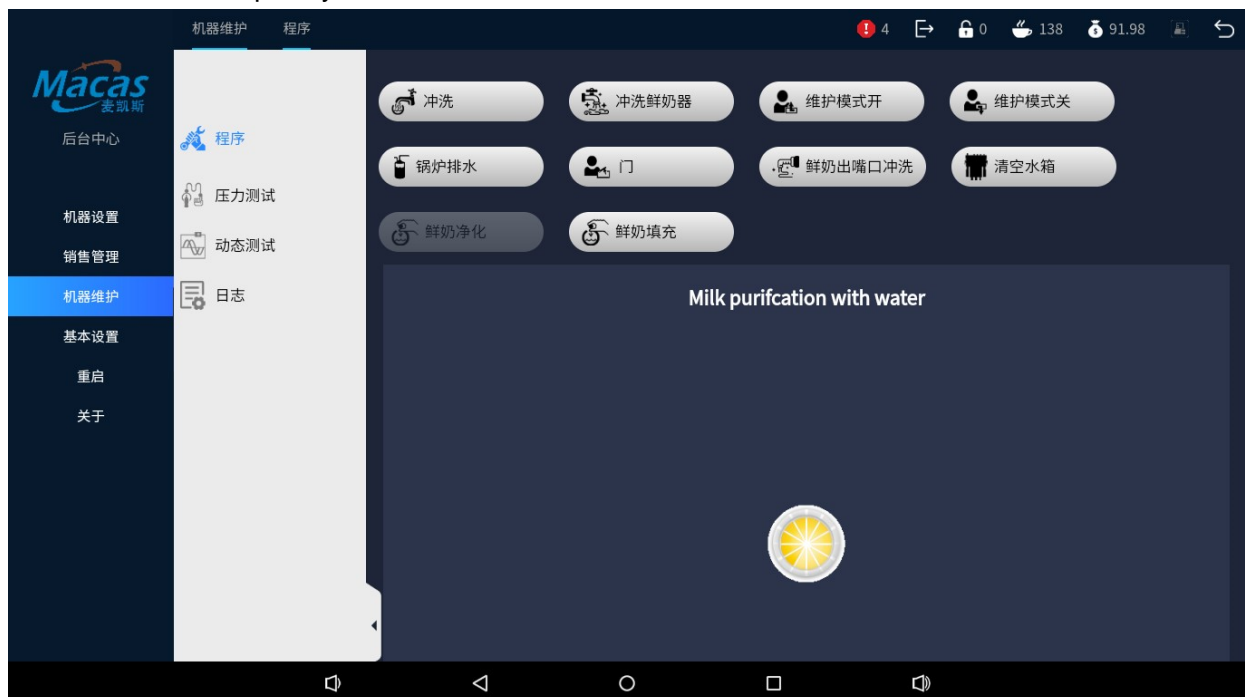 机器维护 程序 4 0 138 91.98
Macas
麦凯斯
后台中心
机器设置
销售管理
机器维护
基本设置
重启
关于
程序
压力测试
动态测试
日志
冲洗 冲洗鲜奶器 维护模式开 维护模式关
锅炉排水 门 鲜奶出嘴口冲洗 清空水箱
鲜奶净化 鲜奶填充
Milk purifcation with water